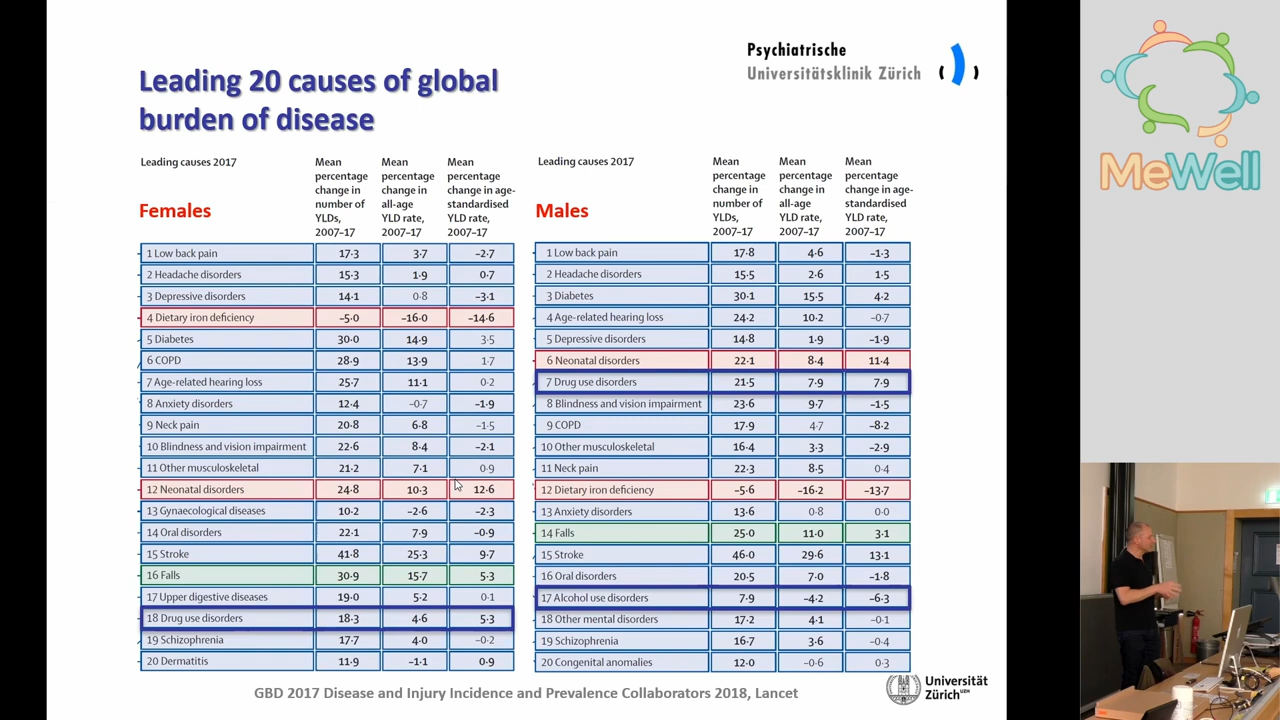 Psychiatrische
Universitätsklinik Zürich
Leading 20 causes of global
burden of disease
MeWell
Leading causes 2017
Mean percentage change in number of YLDs, 2007–17
Mean percentage change in all-age YLD rate, 2007–17
Mean percentage change in age-standardised YLD rate, 2007–17
Females
1 Low back pain 17·3 3·7 –2·7
2 Headache disorders 15·3 1·9 0·7
3 Depressive disorders 14·1 0·8 –3·1
4 Dietary iron deficiency –5·0 –16·0 –14·6
5 Diabetes 30·0 14·9 3·5
6 COPD 28·9 13·9 1·7
7 Age-related hearing loss 25·7 11·1 0·2
8 Anxiety disorders 12·4 –0·7 –1·9
9 Neck pain 20·8 6·8 –1·5
10 Blindness and vision impairment 22·6 8·4 –2·1
11 Other musculoskeletal 21·2 7·1 0·9
12 Neonatal disorders 24·8 10·3 12·6
13 Gynaecological diseases 10·2 –2·6 –2·3
14 Oral disorders 22·1 7·9 –0·9
15 Stroke 41·8 25·3 9·7
16 Falls 30·9 15·7 5·3
17 Upper digestive diseases 19·0 5·2 0·1
18 Drug use disorders 18·3 4·6 5·3
19 Schizophrenia 17·7 4·0 –0·2
20 Dermatitis 11·9 –1·1 0·9
Leading causes 2017
Mean percentage change in number of YLDs, 2007–17
Mean percentage change in all-age YLD rate, 2007–17
Mean percentage change in age-standardised YLD rate, 2007–17
Males
1 Low back pain 17·8 4·6 –1·3
2 Headache disorders 15·5 2·6 1·5
3 Diabetes 30·1 15·5 4·2
4 Age-related hearing loss 24·2 10·2 –0·7
5 Depressive disorders 14·8 1·9 –1·9
6 Neonatal disorders 22·1 8·4 11·4
7 Drug use disorders 21·5 7·9 7·9
8 Blindness and vision impairment 23·6 9·7 –1·5
9 COPD 17·9 4·7 –8·2
10 Other musculoskeletal 16·4 3·3 –2·9
11 Neck pain 22·3 8·5 0·4
12 Dietary iron deficiency –5·6 –16·2 –13·7
13 Anxiety disorders 13·6 0·8 0·0
14 Falls 25·0 11·0 3·1
15 Stroke 46·0 29·6 13·1
16 Oral disorders 20·5 7·0 –1·8
17 Alcohol use disorders 7·9 –4·2 –6·3
18 Other mental disorders 17·2 4·1 –0·1
19 Schizophrenia 16·7 3·6 –0·4
20 Congenital anomalies 12·0 –0·6 0·3
GBD 2017 Disease and Injury Incidence and Prevalence Collaborators 2018, Lancet
Universität
Zürich UZH